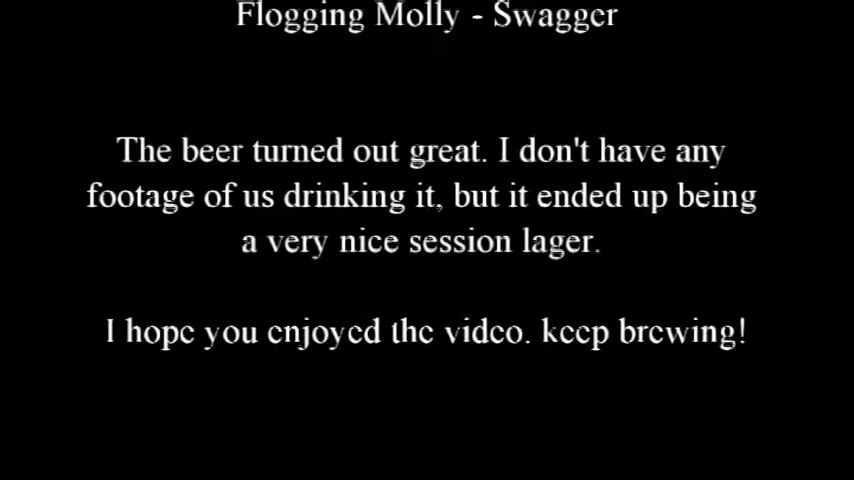 Flogging Molly - Swagger
The beer turned out great. I don't have any
footage of us drinking it, but it ended up being
a very nice session lager.
I hope you enjoyed the video. keep brewing!